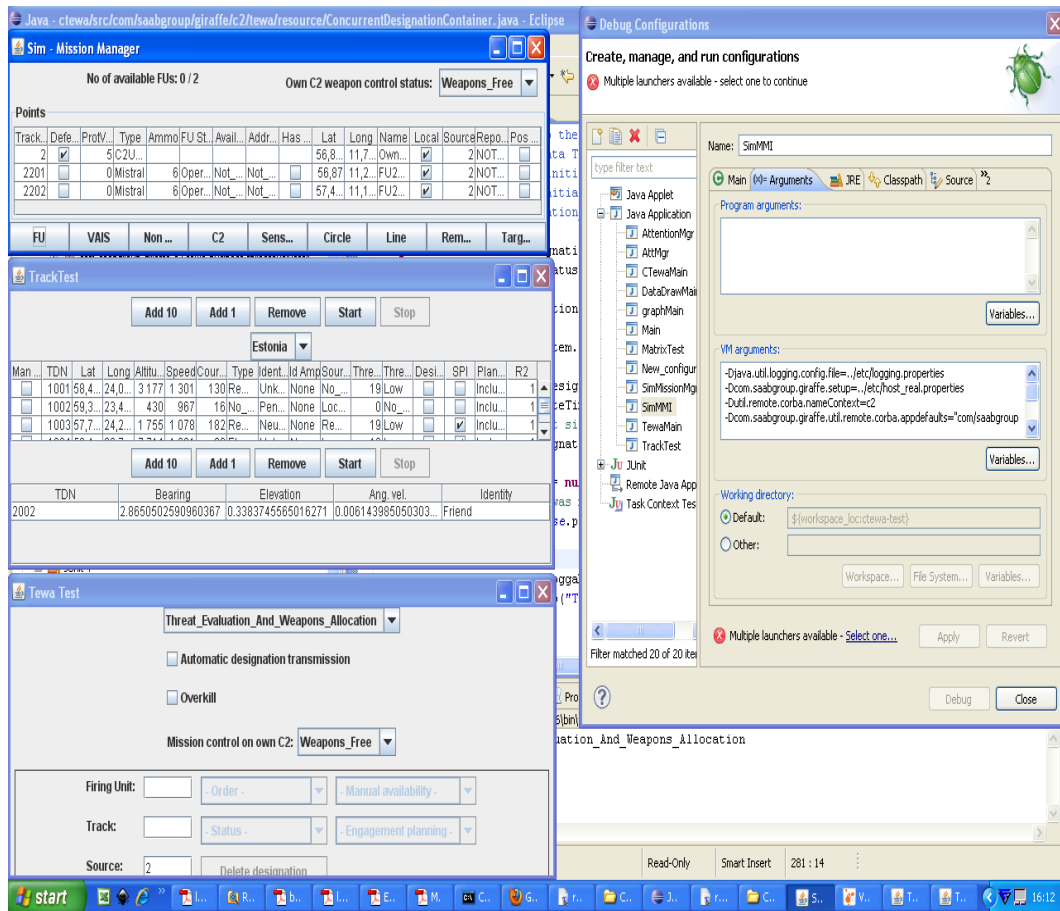 Java - ctewa/src/com/saabgroup/giraffe/c2/tewa/resource/ConcurrentDesignationContainer.java - Eclipse
Sim - Mission Manager
No of available FUs: 0 / 2
Own C2 weapon control status: Weapons_Free
Points
Track... Defe... ProtV... Type Ammo FU St... Avail... Addr... Has ... Lat Long Name Local Source Repo... Pos ...
2 5 C2U... 56,8... 11,7... Own... 2 NOT...
2201 0 Mistral 6 Oper... Not_... Not_... 56,87 11,2... FU2... 2 NOT...
2202 0 Mistral 6 Oper... Not_... Not_... 57,4... 11,1... FU2... 2 NOT...
FU VAIS Non ... C2 Sens... Circle Line Rem... Targ...
TrackTest
Add 10 Add 1 Remove Start Stop
Estonia
Man ... TDN Lat Long Altitu... Speed Cour... Type Ident... Id Amp Sour... Thre... Thre... Desi... SPI Plan... R2
1001 58,4... 24,0... 3 177 1 301 130 Re... Unk... None No_... 19 Low Inclu... 1
1002 59,3... 23,4... 430 967 16 No_... Pen... None Loc... 0 No_... Inclu... 1
1003 57,7... 24,2... 1 755 1 078 182 Re... Neu... None Re... 19 Low Inclu... 1
Add 10 Add 1 Remove Start Stop
TDN Bearing Elevation Ang. vel. Identity
2002 2.8650502590960367 0.3383745565016271 0.006143985050303... Friend
Tewa Test
Threat_Evaluation_And_Weapons_Allocation
Automatic designation transmission
Overkill
Mission control on own C2: Weapons_Free
Firing Unit: - Order - - Manual availability -
Track: - Status - - Engagement planning -
Source: 2 Delete designation
Debug Configurations
Create, manage, and run configurations
Multiple launchers available - select one to continue
type filter text
Java Applet
Java Application
AttentionMgr
AttMgr
CTewaMain
DataDrawMai
graphMain
Main
MatrixTest
New_configur
SimMissionMg
SimMMI
TewaMain
TrackTest
JUnit
Remote Java App
Task Context Tes
Filter matched 20 of 20 iter
Name: SimMMI
Main (x)= Arguments JRE Classpath Source »2
Program arguments:
Variables...
VM arguments:
-Djava.util.logging.config.file=../etc/logging.properties
-Dcom.saabgroup.giraffe.setup=../etc/host_real.properties
-Dutil.remote.corba.nameContext=c2
-Dcom.saabgroup.giraffe.util.remote.corba.appdefaults="com/saabgroup
Variables...
Working directory:
Default: ${workspace_loc:ctewa-test}
Other:
Workspace... File System... Variables...
Multiple launchers available - Select one...
Apply Revert
Debug Close
uation_And_Weapons_Allocation
Read-Only Smart Insert 281 : 14
start I... R... b... I... E... M. C... G.. r... C.. J.. r... C.. S.. V.. T.. T.. 16:12